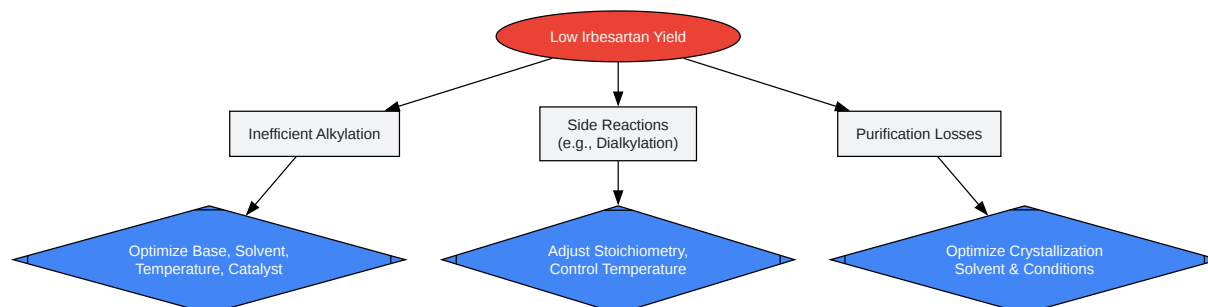 Low Irbesartan Yield
Inefficient Alkylation
Side Reactions
(e.g., Dialkylation)
Purification Losses
Optimize Base, Solvent,
Temperature, Catalyst
Adjust Stoichiometry,
Control Temperature
Optimize Crystallization
Solvent & Conditions